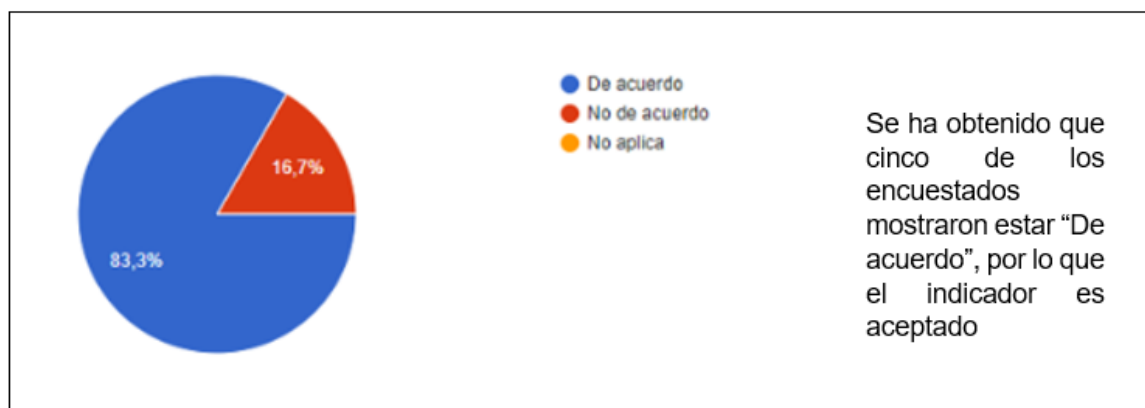 De acuerdo
No de acuerdo
No aplica
16,7%
83,3%
Se ha obtenido que
cinco de los
encuestados
mostraron estar “De
acuerdo”, por lo que
el indicador es
aceptado